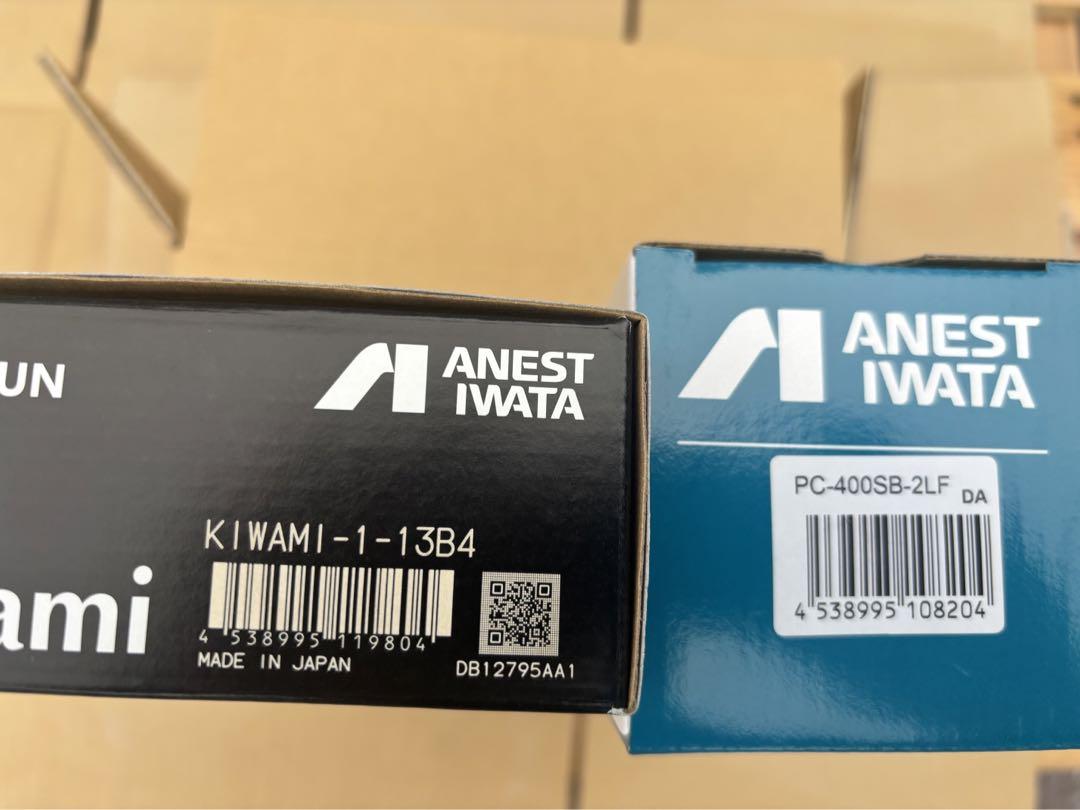 UN
ANEST
IWATA
KIWAMI-1-13B4
ami
4 538995 119804
MADE IN JAPAN
DB12795AA1
ANEST
IWATA
PC-400SB-2LF DA
4 538995 108204